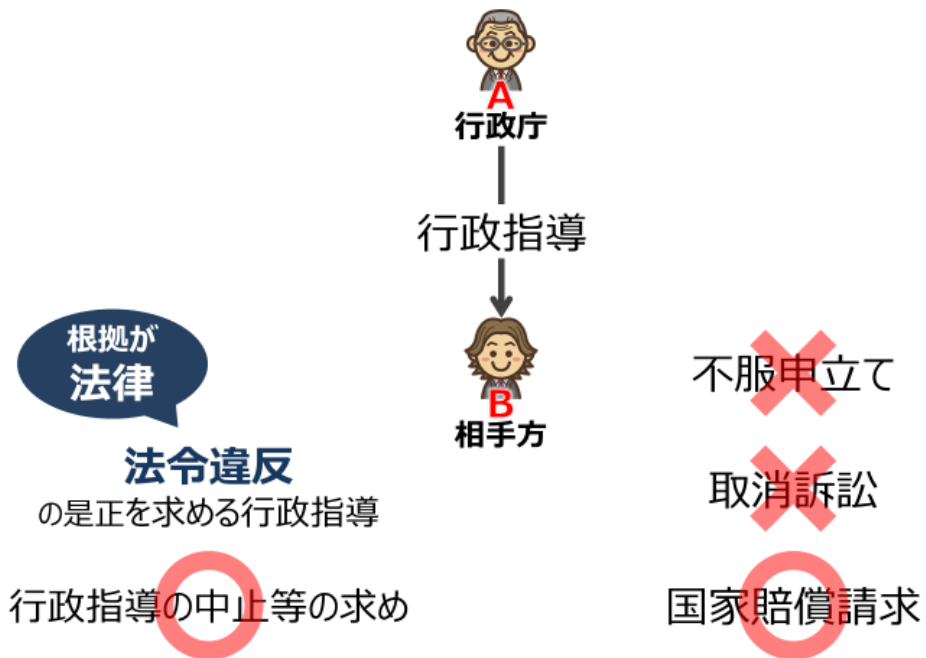 A
行政庁
行政指導
B
相手方
根拠が
法律
法令違反
の是正を求める行政指導
行政指導の中止等の求め
不服申立て
取消訴訟
国家賠償請求